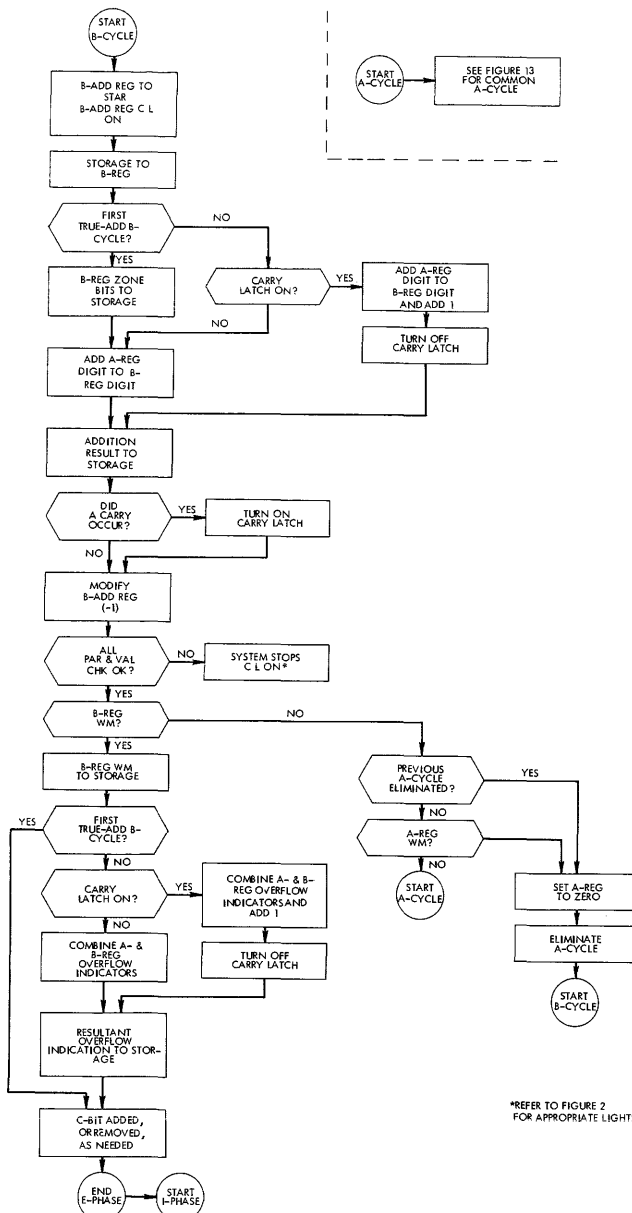 START
B-CYCLE
B-ADD REG TO
STAR
B-ADD REG C L
ON
STORAGE TO
B-REG
FIRST
TRUE-ADD B-
CYCLE?
NO
YES
B-REG ZONE
BITS TO
STORAGE
CARRY
LATCH ON?
YES
ADD A-REG
DIGIT TO
B-REG DIGIT
AND ADD 1
NO
TURN OFF
CARRY LATCH
ADD A-REG
DIGIT TO B-
REG DIGIT
ADDITION
RESULT TO
STORAGE
DID
A CARRY
OCCUR?
YES
TURN ON
CARRY LATCH
NO
MODIFY
B-ADD REG
(-1)
ALL
PAR & VAL
CHK OK?
NO
SYSTEM STOPS
C L ON*
YES
B-REG
WM?
NO
YES
B-REG WM
TO STORAGE
YES
FIRST
TRUE-ADD B-
CYCLE?
NO
CARRY
LATCH ON?
YES
COMBINE A- & B-
REG OVERFLOW
INDICATORS AND
ADD 1
NO
COMBINE A- &
B-REG
OVERFLOW
INDICATORS
TURN OFF
CARRY LATCH
RESULTANT
OVERFLOW
INDICATION TO STOR-
AGE
C-BIT ADDED,
OR REMOVED,
AS NEEDED
END
E-PHASE
START
I-PHASE
START
A-CYCLE
SEE FIGURE 13
FOR COMMON
A-CYCLE
PREVIOUS
A-CYCLE
ELIMINATED?
YES
NO
A-REG
WM?
YES
NO
START
A-CYCLE
SET A-REG
TO ZERO
ELIMINATE
A-CYCLE
START
B-CYCLE
*REFER TO FIGURE 2
FOR APPROPRIATE LIGHT